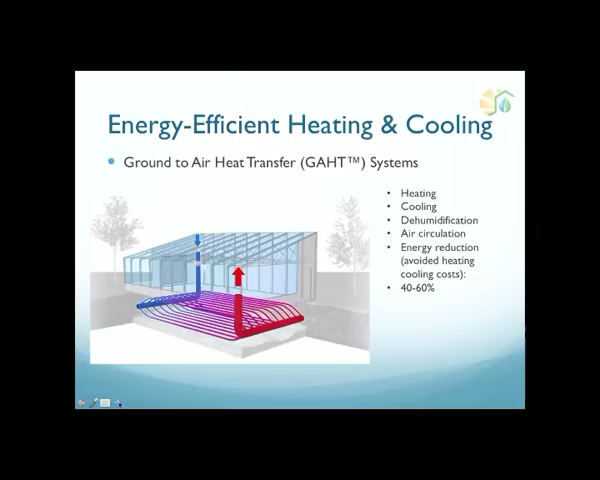 Energy-Efficient Heating & Cooling
• Ground to Air Heat Transfer (GAHT™) Systems
• Heating
• Cooling
• Dehumidification
• Air circulation
• Energy reduction
(avoided heating
cooling costs):
• 40-60%